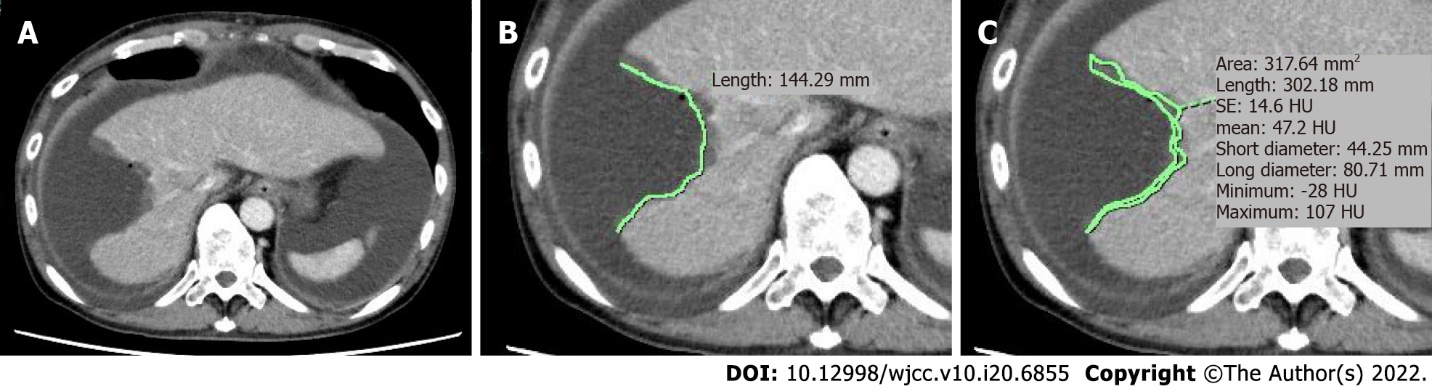 A
B
C
Length: 144.29 mm
Area: 317.64 mm²
Length: 302.18 mm
SE: 14.6 HU
mean: 47.2 HU
Short diameter: 44.25 mm
Long diameter: 80.71 mm
Minimum: -28 HU
Maximum: 107 HU
DOI: 10.12998/wjcc.v10.i20.6855 Copyright ©The Author(s) 2022.